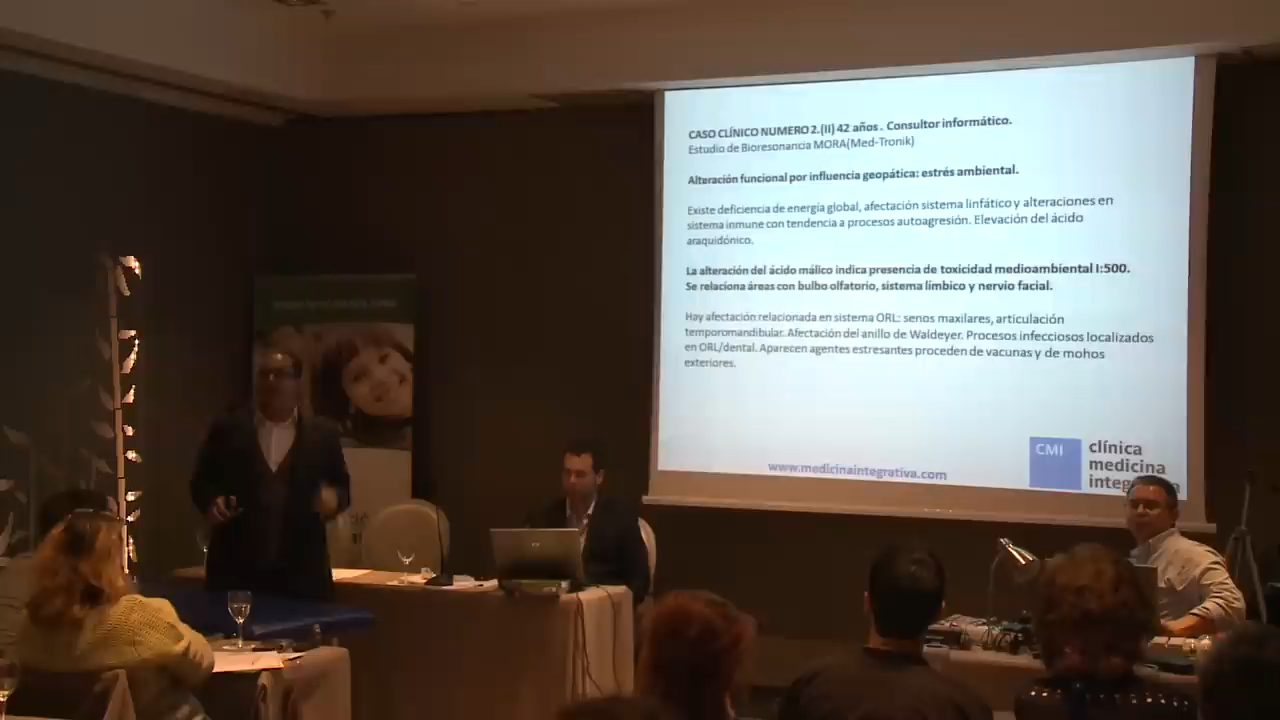 CASO CLÍNICO NUMERO 2.(II) 42 años . Consultor informático.
Estudio de Bioresonancia MORA(Med-Tronik)
Alteración funcional por influencia geopática: estrés ambiental.
Existe deficiencia de energía global, afectación sistema linfático y alteraciones en
sistema inmune con tendencia a procesos autoagresión. Elevación del ácido
araquidónico.
La alteración del ácido málico indica presencia de toxicidad medioambiental I:500.
Se relaciona áreas con bulbo olfatorio, sistema límbico y nervio facial.
Hay afectación relacionada en sistema ORL: senos maxilares, articulación
temporomandibular. Afectación del anillo de Waldeyer. Procesos infecciosos localizados
en ORL/dental. Aparecen agentes estresantes proceden de vacunas y de mohos
exteriores.
www.medicinaintegrativa.com
CMI
clínica
medicina